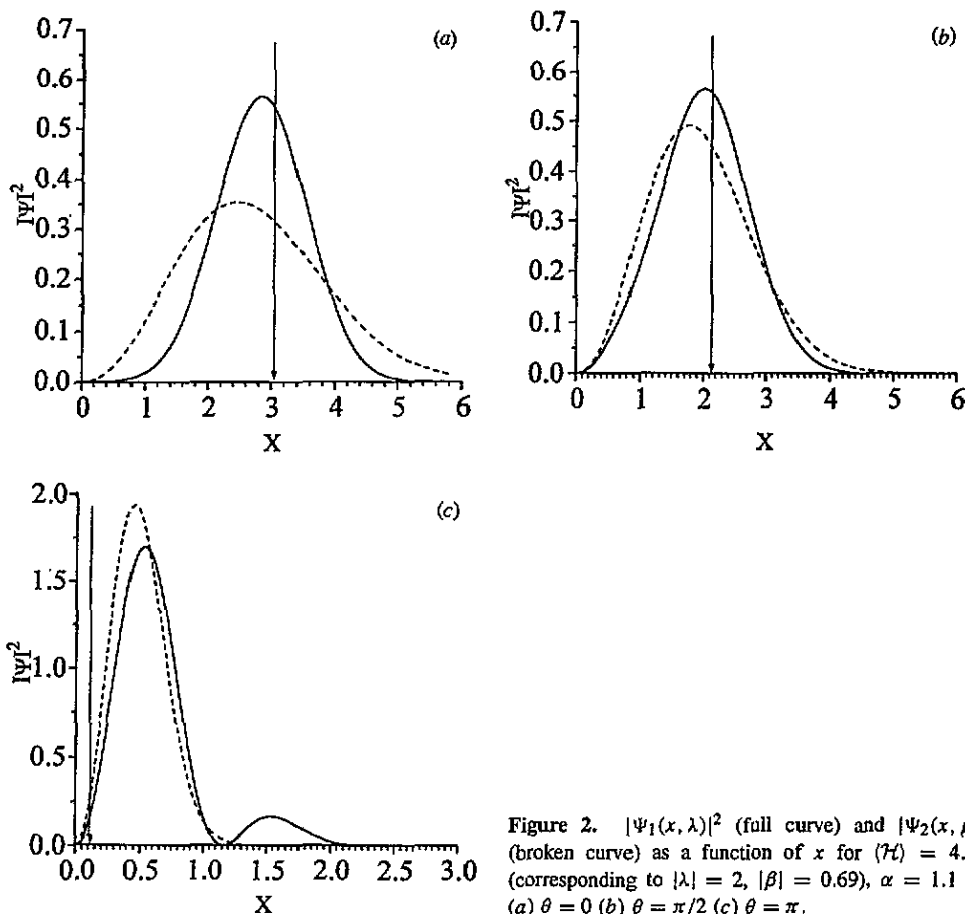 (a)
0.7
0.6
0.5
0.4
0.3
0.2
0.1
0.0
|Ψ|²
0 1 2 3 4 5 6
X
(b)
0.7
0.6
0.5
0.4
0.3
0.2
0.1
0.0
|Ψ|²
0 1 2 3 4 5 6
X
(c)
2.0
1.5
1.0
0.5
0.0
|Ψ|²
0.0 0.5 1.0 1.5 2.0 2.5 3.0
X
Figure 2. |Ψ₁(x, λ)|² (full curve) and |Ψ₂(x,
(broken curve) as a function of x for ⟨ℋ⟩ = 4.
(corresponding to |λ| = 2, |β| = 0.69), α = 1.1
(a) θ = 0 (b) θ = π/2 (c) θ = π.